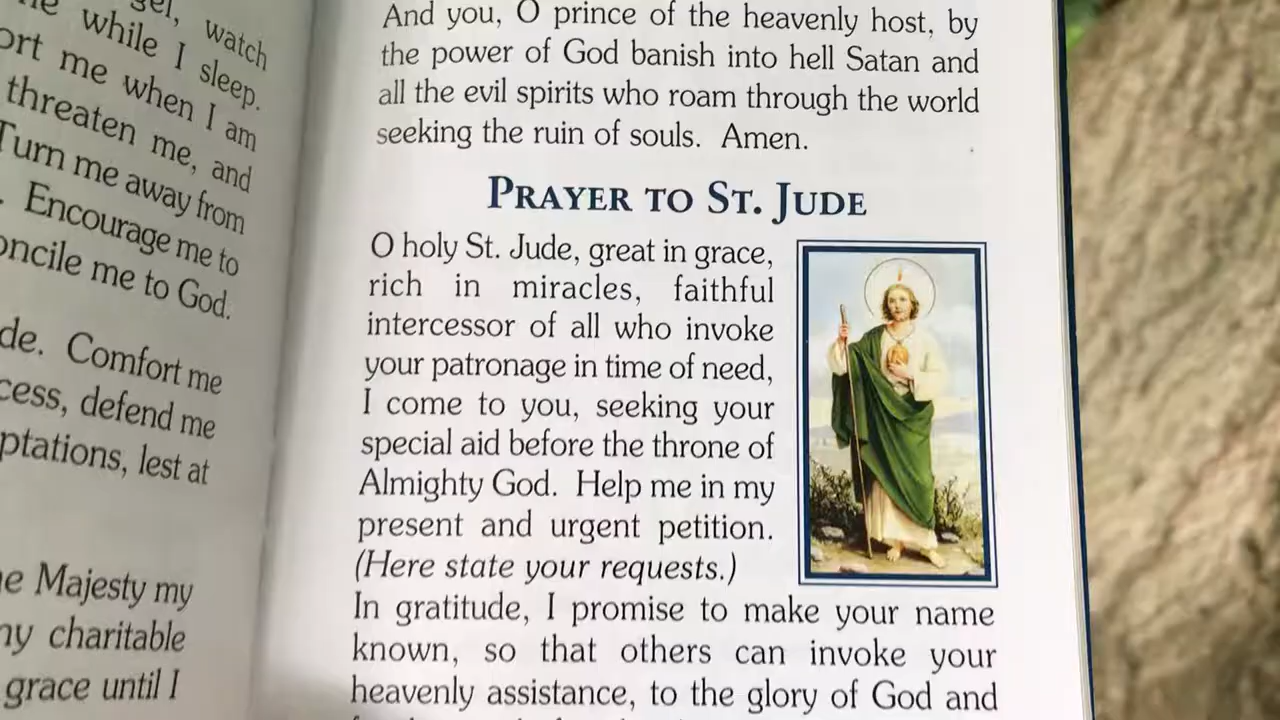 watch
while I sleep.
me when I am
threaten me, and
Turn me away from
Encourage me to
me to God.
Comfort me
defend me
lest at
Majesty my
charitable
grace until I
And you, O prince of the heavenly host, by
the power of God banish into hell Satan and
all the evil spirits who roam through the world
seeking the ruin of souls. Amen.
PRAYER TO ST. JUDE
O holy St. Jude, great in grace,
rich in miracles, faithful
intercessor of all who invoke
your patronage in time of need,
I come to you, seeking your
special aid before the throne of
Almighty God. Help me in my
present and urgent petition.
(Here state your requests.)
In gratitude, I promise to make your name
known, so that others can invoke your
heavenly assistance, to the glory of God and